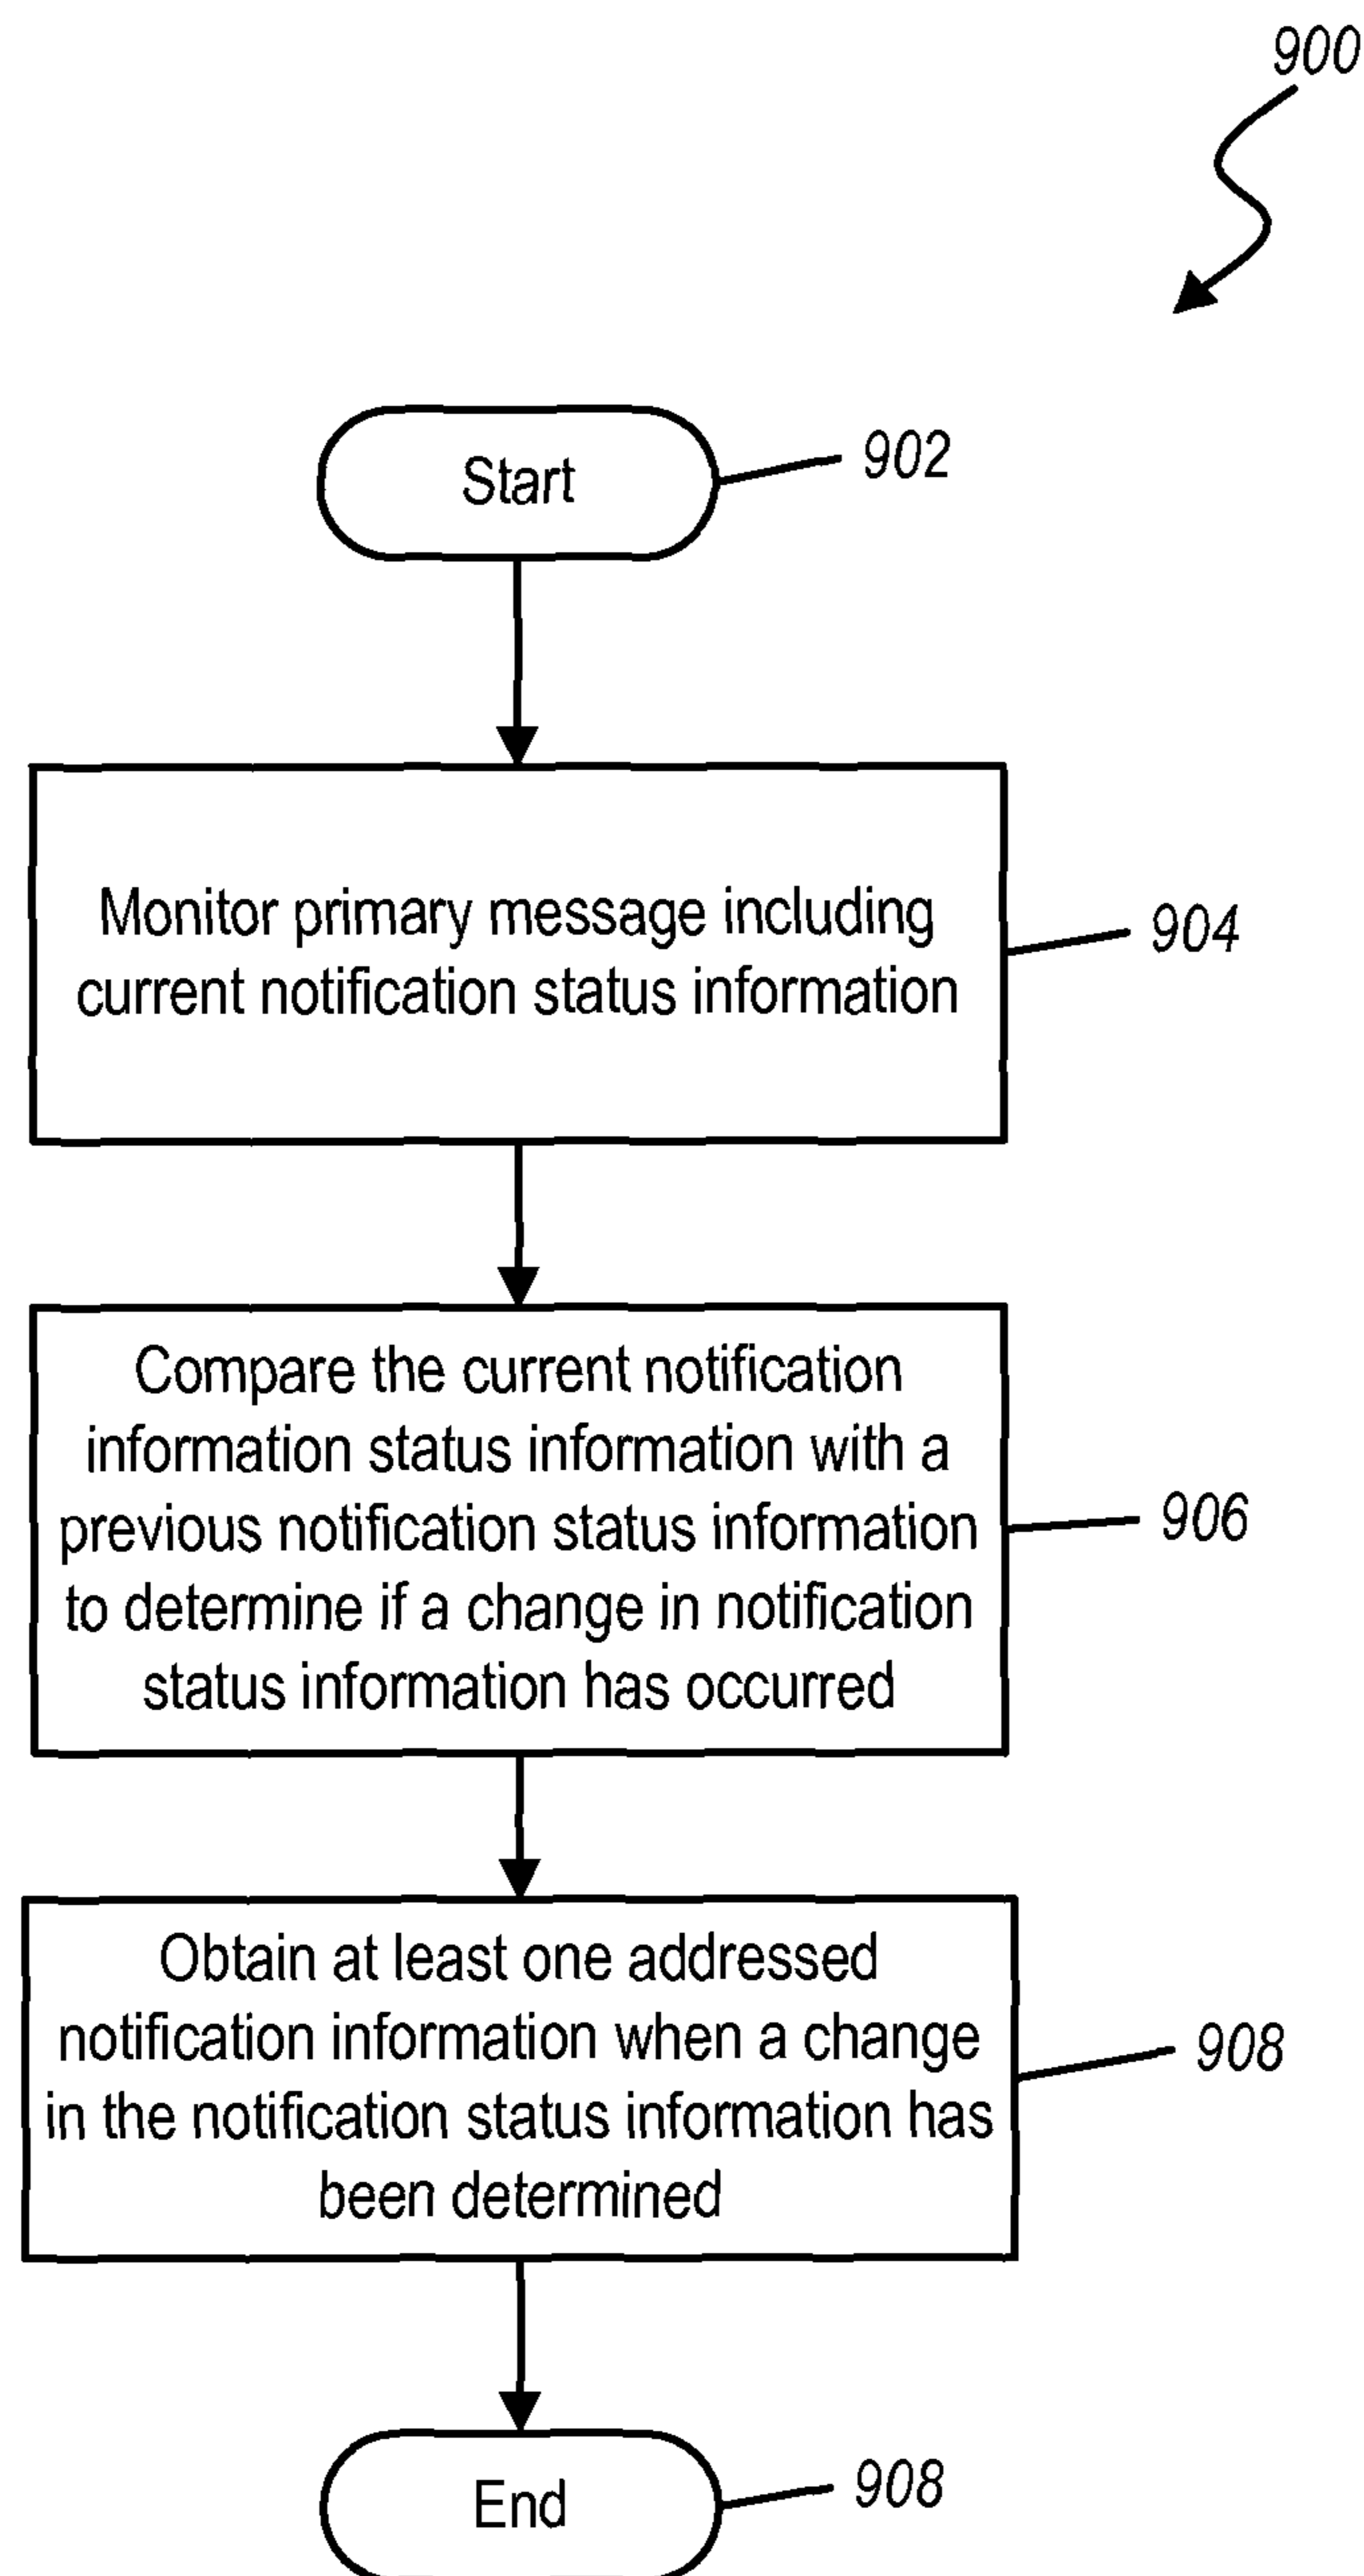 900
Start
902
Monitor primary message including
current notification status information
904
Compare the current notification
information status information with a
previous notification status information
to determine if a change in notification
status information has occurred
906
Obtain at least one addressed
notification information when a change
in the notification status information has
been determined
908
End
908